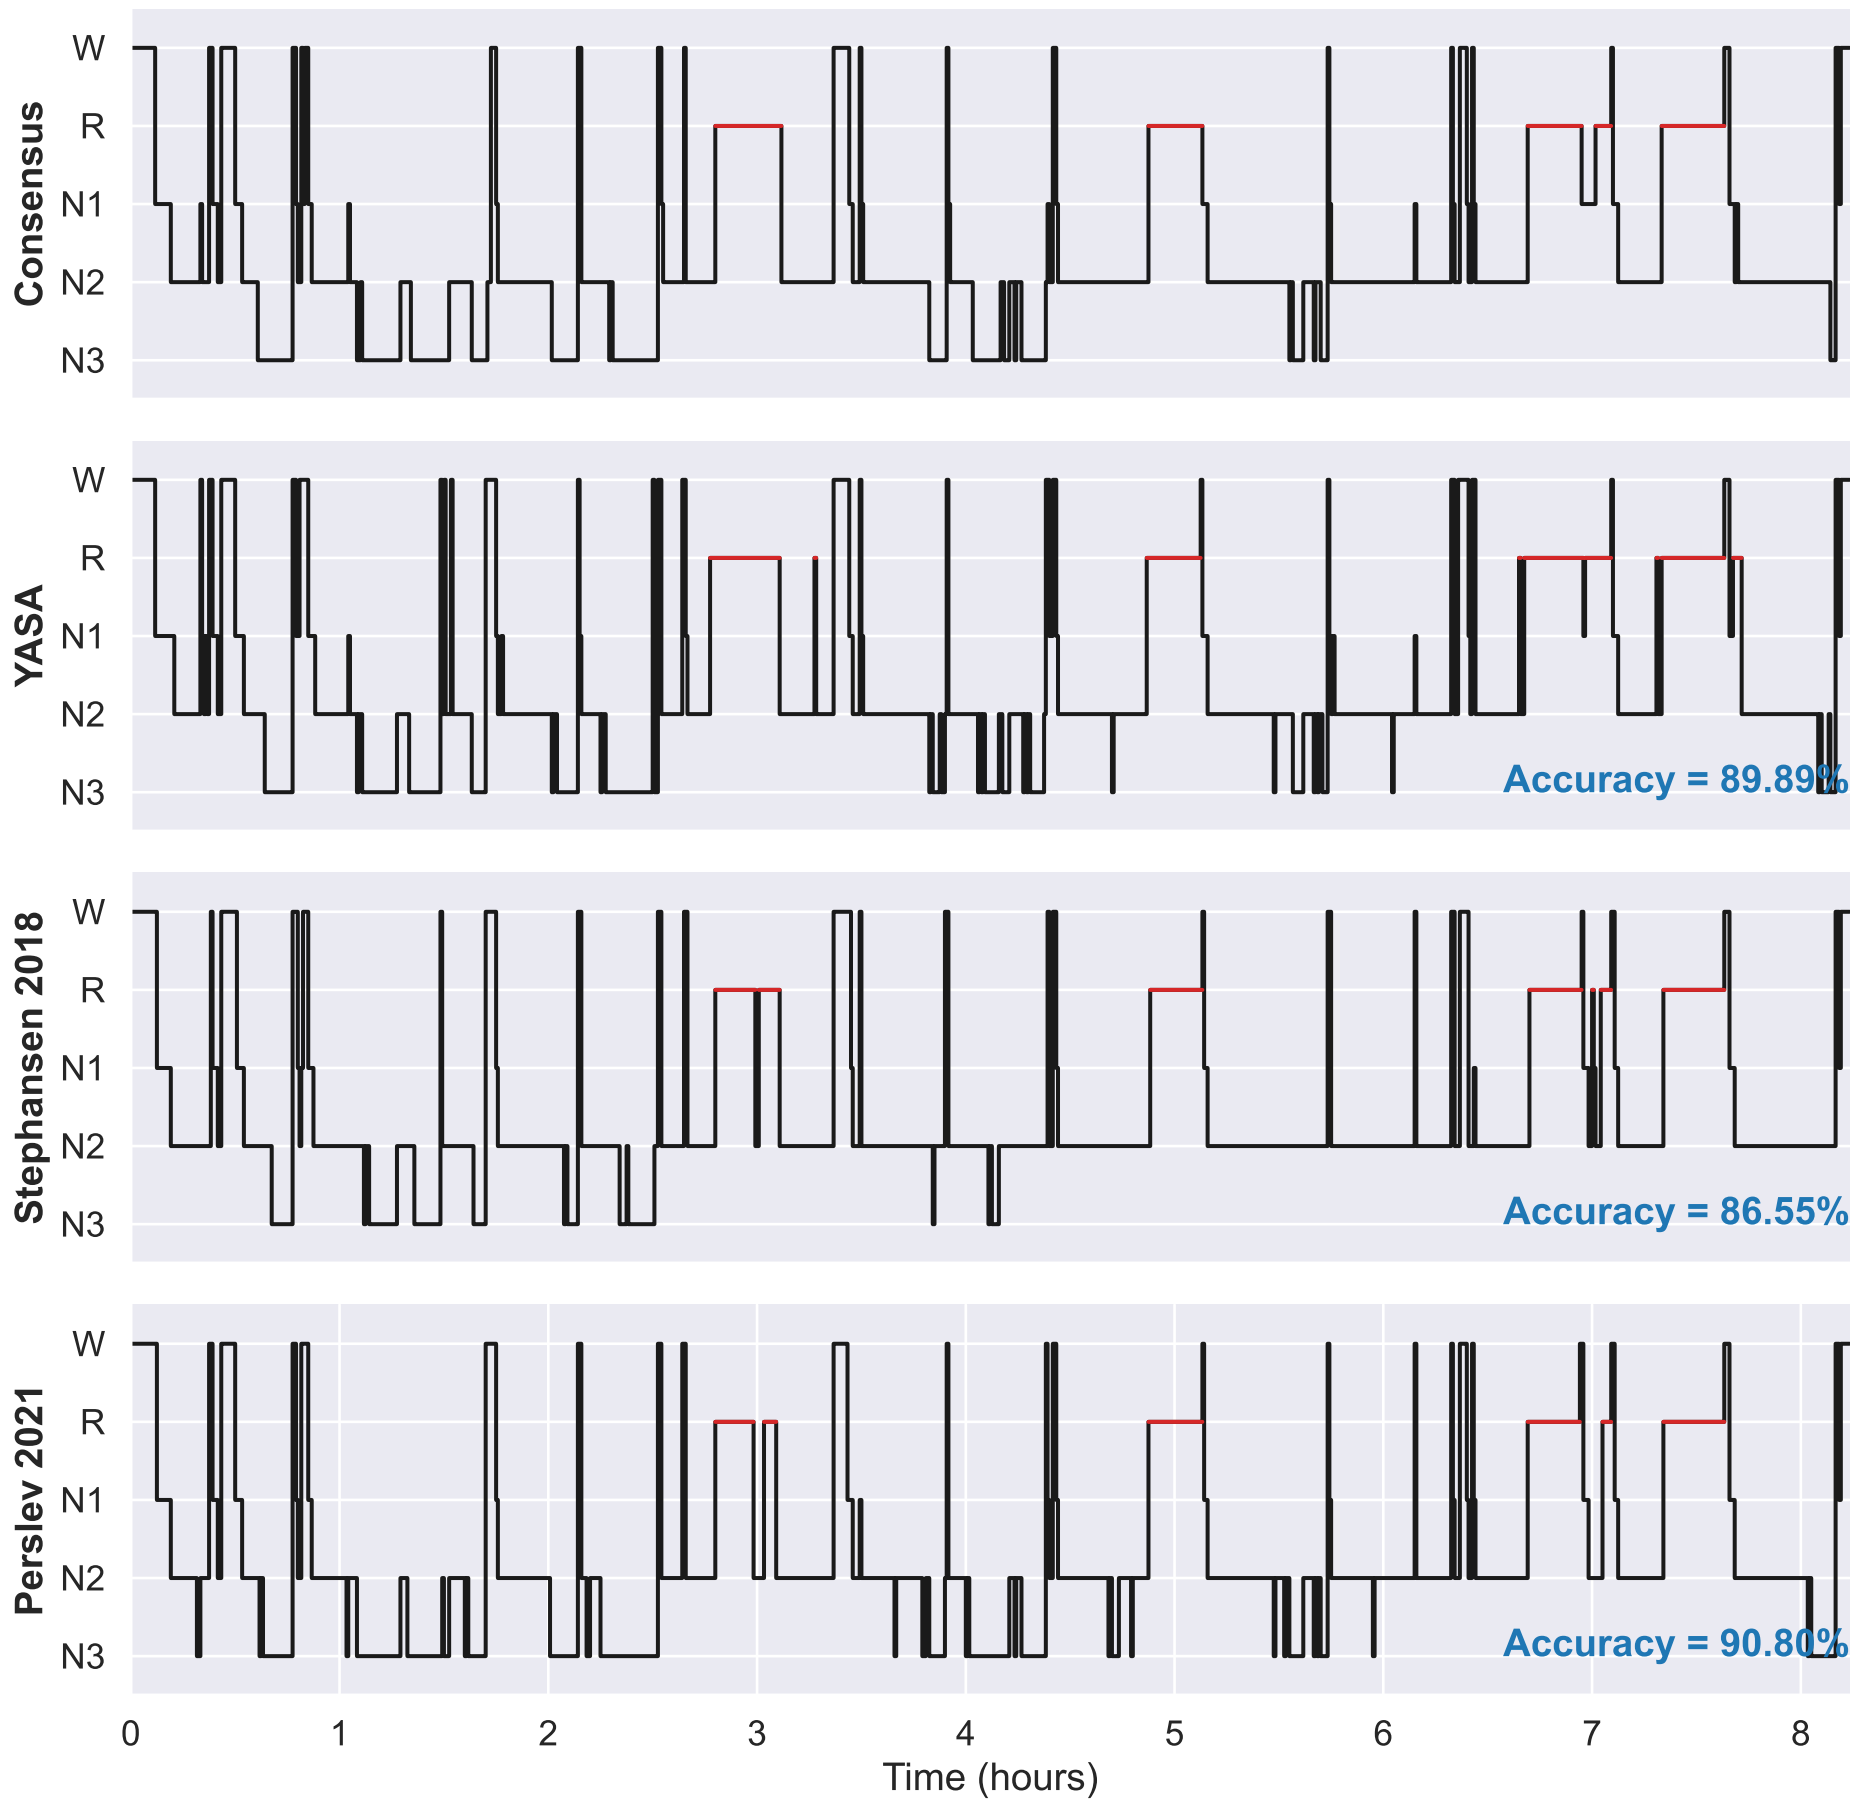 Consensus
W
R
N1
N2
N3
YASA
W
R
N1
N2
N3
Accuracy = 89.89%
Stephansen 2018
W
R
N1
N2
N3
Accuracy = 86.55%
Perslev 2021
W
R
N1
N2
N3
Accuracy = 90.80%
0 1 2 3 4 5 6 7 8
Time (hours)